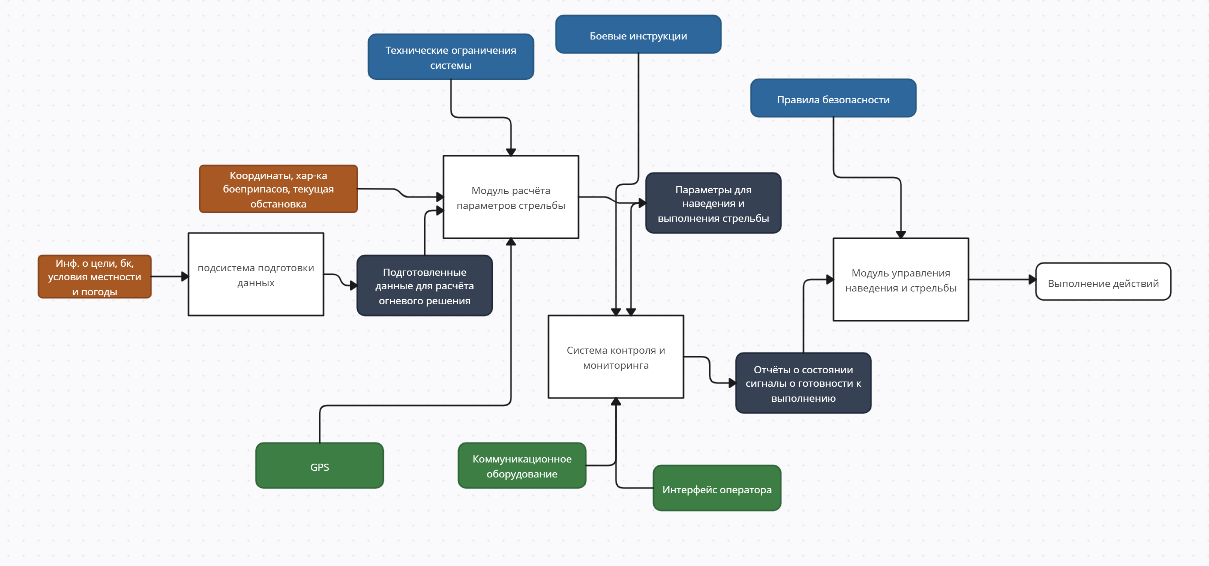 Боевые инструкции
Технические ограничения
системы
Правила безопасности
Координаты, хар-ка
боеприпасов, текущая
обстановка
Модуль расчёта
параметров стрельбы
Параметры для
наведения и
выполнения стрельбы
Инф. о цели, бк,
условия местности
и погоды
подсистема подготовки
данных
Подготовленные
данные для расчёта
огневого решения
Модуль управления
наведения и стрельбы
Выполнение действий
Система контроля и
мониторинга
Отчёты о состоянии
сигналы о готовности к
выполнению
GPS
Коммуникационное
оборудование
Интерфейс оператора